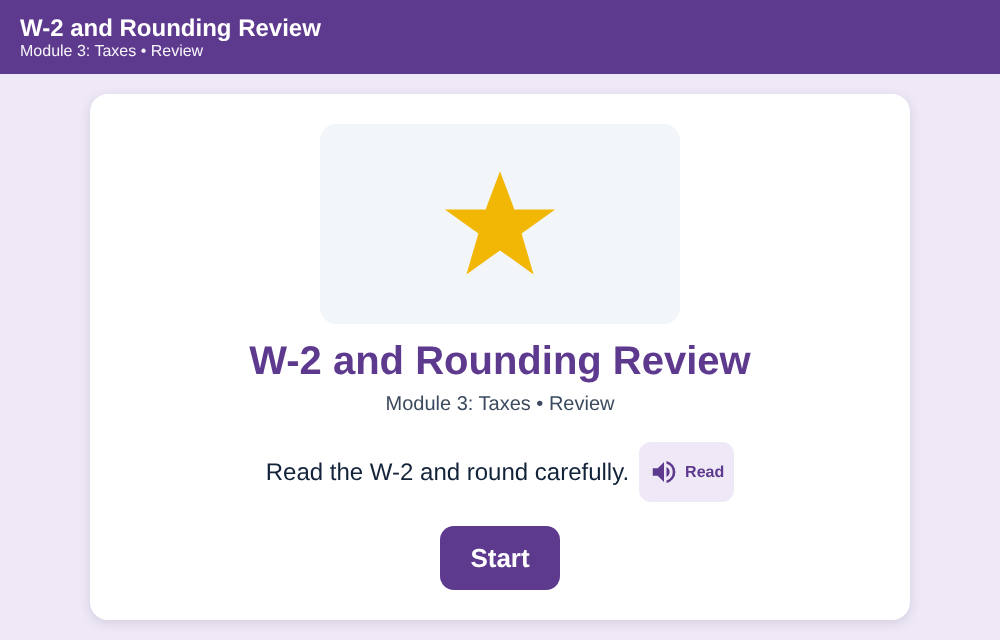 W-2 and Rounding Review
Module 3: Taxes • Review
W-2 and Rounding Review
Module 3: Taxes • Review
Read the W-2 and round carefully.
Read
Start